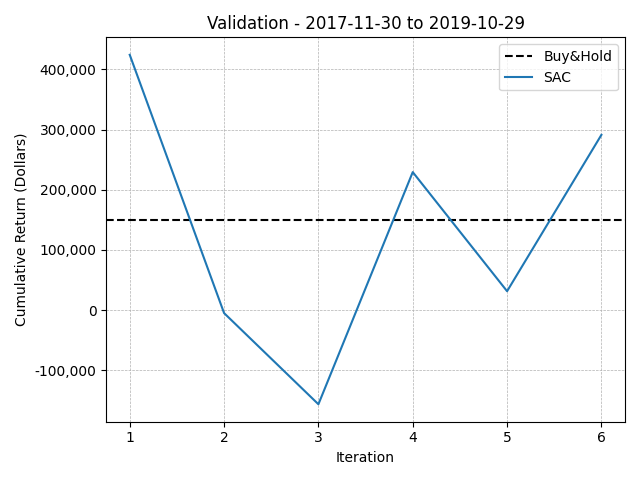 Validation - 2017-11-30 to 2019-10-29
Buy&Hold
SAC
400,000
300,000
200,000
100,000
0
-100,000
Cumulative Return (Dollars)
1 2 3 4 5 6
Iteration